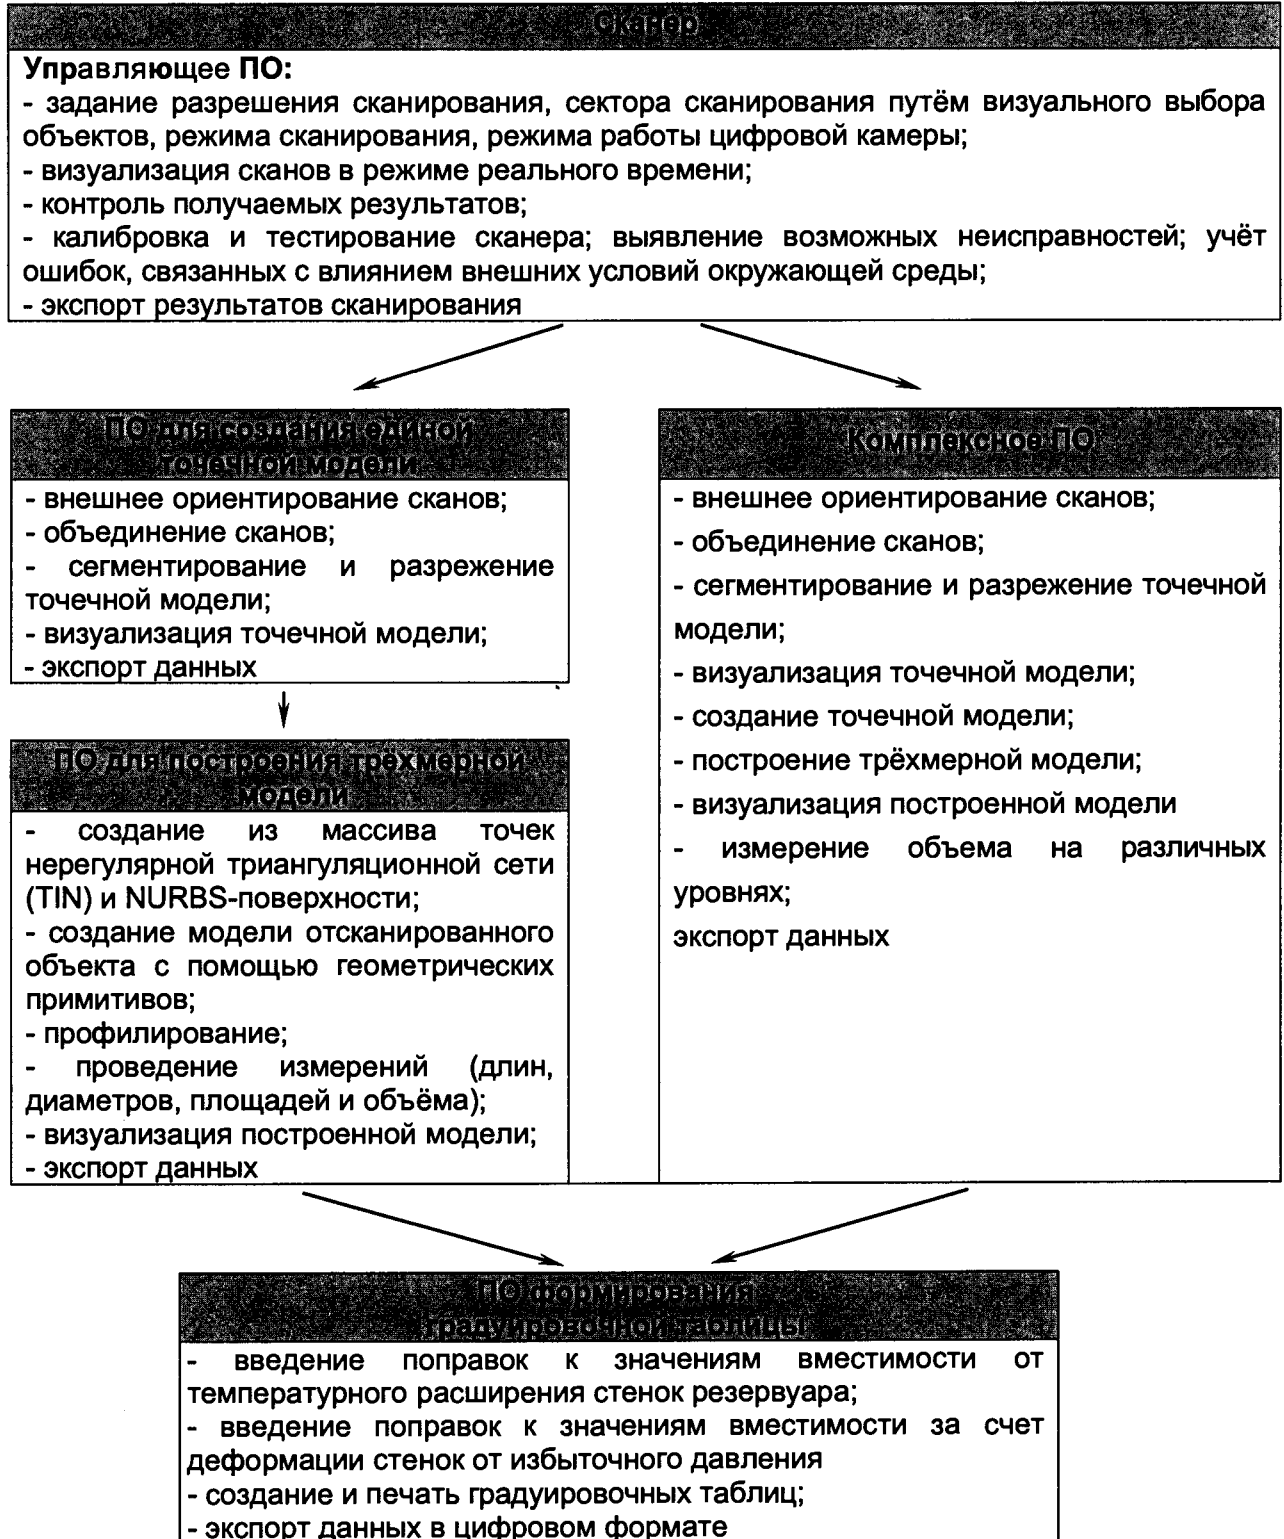 Сканер
Управляющее ПО:
- задание разрешения сканирования, сектора сканирования путём визуального выбора
объектов, режима сканирования, режима работы цифровой камеры;
- визуализация сканов в режиме реального времени;
- контроль получаемых результатов;
- калибровка и тестирование сканера; выявление возможных неисправностей; учёт
ошибок, связанных с влиянием внешних условий окружающей среды;
- экспорт результатов сканирования
ПО для создания единой
точечной модели
- внешнее ориентирование сканов;
- объединение сканов;
- сегментирование и разрежение
точечной модели;
- визуализация точечной модели;
- экспорт данных
ПО для построения трёхмерной
модели
- создание из массива точек
нерегулярной триангуляционной сети
(TIN) и NURBS-поверхности;
- создание модели отсканированного
объекта с помощью геометрических
примитивов;
- профилирование;
- проведение измерений (длин,
диаметров, площадей и объёма);
- визуализация построенной модели;
- экспорт данных
Комплексное ПО
- внешнее ориентирование сканов;
- объединение сканов;
- сегментирование и разрежение точечной
модели;
- визуализация точечной модели;
- создание точечной модели;
- построение трёхмерной модели;
- визуализация построенной модели
- измерение объема на различных
уровнях;
экспорт данных
ПО формирования
градуировочной таблицы
- введение поправок к значениям вместимости от
температурного расширения стенок резервуара;
- введение поправок к значениям вместимости за счет
деформации стенок от избыточного давления
- создание и печать градуировочных таблиц;
- экспорт данных в цифровом формате